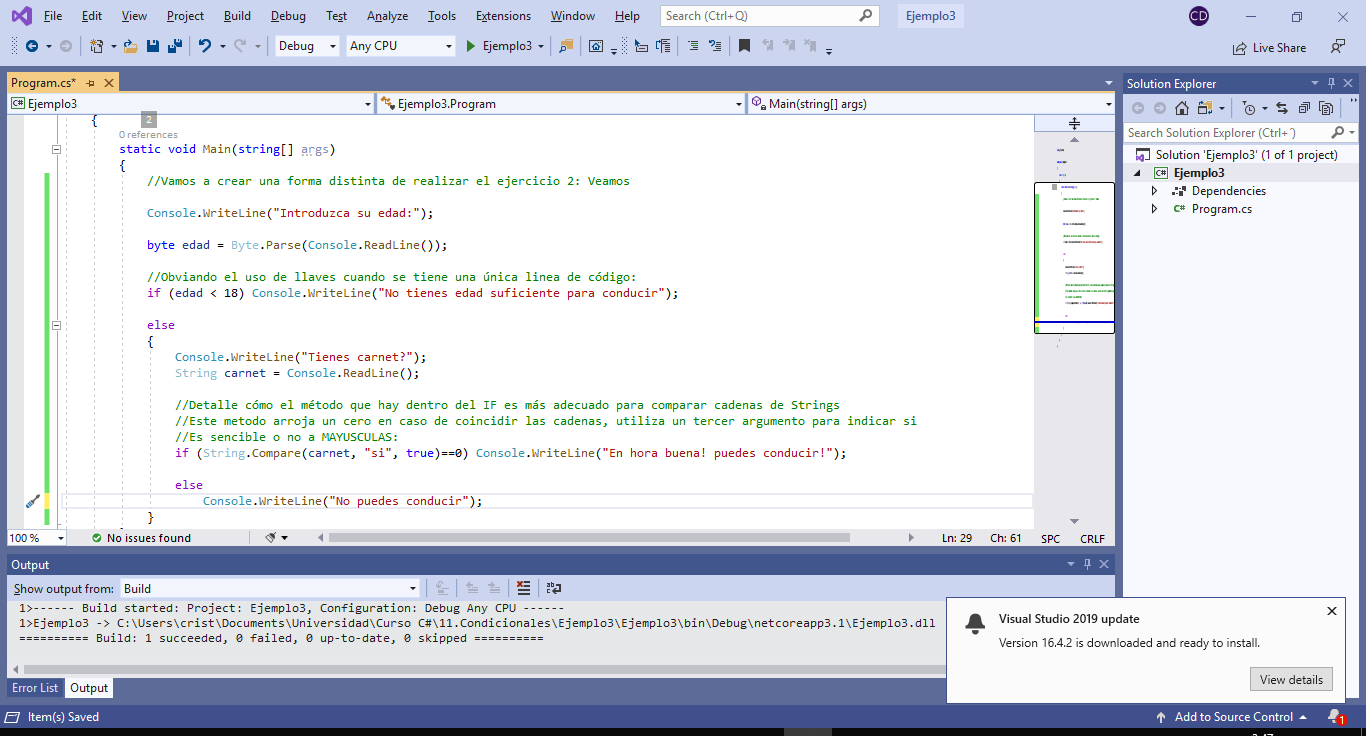 File Edit View Project Build Debug Test Analyze Tools Extensions Window Help Search (Ctrl+Q) Ejemplo3 CD
Debug Any CPU Ejemplo3 Live Share
Program.cs*
C# Ejemplo3 Ejemplo3.Program Main(string[] args)
{
2
0 references
static void Main(string[] args)
{
//Vamos a crear una forma distinta de realizar el ejercicio 2: Veamos
Console.WriteLine("Introduzca su edad:");
byte edad = Byte.Parse(Console.ReadLine());
//Obviando el uso de llaves cuando se tiene una única linea de código:
if (edad < 18) Console.WriteLine("No tienes edad suficiente para conducir");
else
{
Console.WriteLine("Tienes carnet?");
String carnet = Console.ReadLine();
//Detalle cómo el método que hay dentro del IF es más adecuado para comparar cadenas de Strings
//Este metodo arroja un cero en caso de coincidir las cadenas, utiliza un tercer argumento para indicar si
//Es sencible o no a MAYUSCULAS:
if (String.Compare(carnet, "si", true)==0) Console.WriteLine("En hora buena! puedes conducir!");
else
Console.WriteLine("No puedes conducir");
}
100 % No issues found Ln: 29 Ch: 61 SPC CRLF
Output
Show output from: Build
1>------ Build started: Project: Ejemplo3, Configuration: Debug Any CPU ------
1>Ejemplo3 -> C:\Users\crist\Documents\Universidad\Curso C#\11.Condicionales\Ejemplo3\Ejemplo3\bin\Debug\netcoreapp3.1\Ejemplo3.dll
========== Build: 1 succeeded, 0 failed, 0 up-to-date, 0 skipped ==========
Error List Output
Solution Explorer
Search Solution Explorer (Ctrl+´)
Solution 'Ejemplo3' (1 of 1 project)
C# Ejemplo3
Dependencies
C# Program.cs
Visual Studio 2019 update
Version 16.4.2 is downloaded and ready to install.
View details
Item(s) Saved Add to Source Control 1